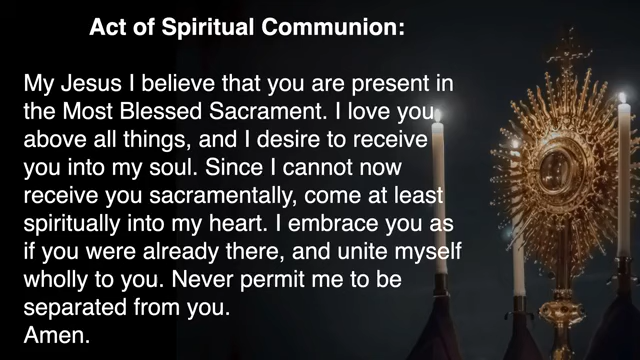 Act of Spiritual Communion:
My Jesus I believe that you are present in
the Most Blessed Sacrament. I love you
above all things, and I desire to receive
you into my soul. Since I cannot now
receive you sacramentally, come at least
spiritually into my heart. I embrace you as
if you were already there, and unite myself
wholly to you. Never permit me to be
separated from you.
Amen.